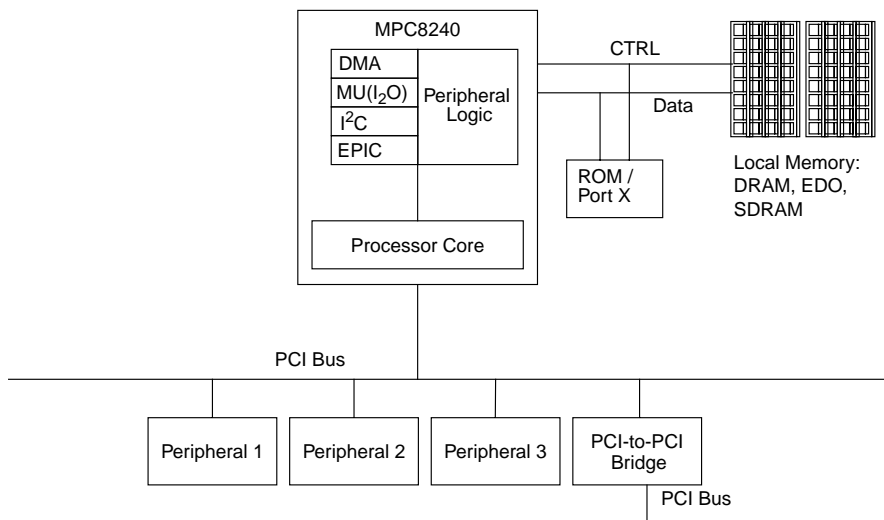 MPC8240
DMA
MU(I₂O)
I²C
EPIC
Peripheral
Logic
Processor Core
CTRL
Data
ROM /
Port X
Local Memory:
DRAM, EDO,
SDRAM
PCI Bus
Peripheral 1
Peripheral 2
Peripheral 3
PCI-to-PCI
Bridge
PCI Bus